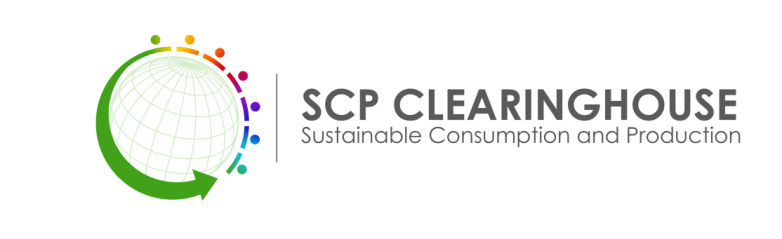 SCP CLEARINGHOUSE
Sustainable Consumption and Production